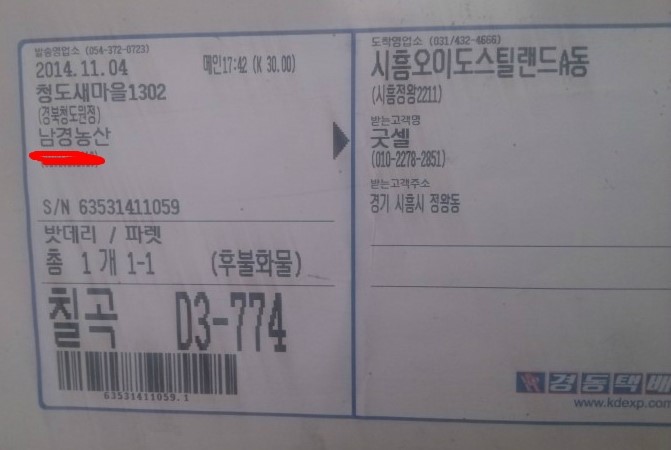 발송영업소 (054-372-0723)
2014.11.04 메인17:42 (K 30.00)
청도새마을1302
(경북청도원정)
남경농산
S/N 63531411059
밧데리 / 파렛
총 1 개 1-1 (후불화물)
칠곡 D3-774
63531411059.1
도착영업소 (031/432-4666)
시흥오이도스틸랜드A동
(시흥정왕2211)
받는고객명
굿셀
(010-2278-2851)
받는고객주소
경기 시흥시 정왕동
경동택배
www.kdexp.com